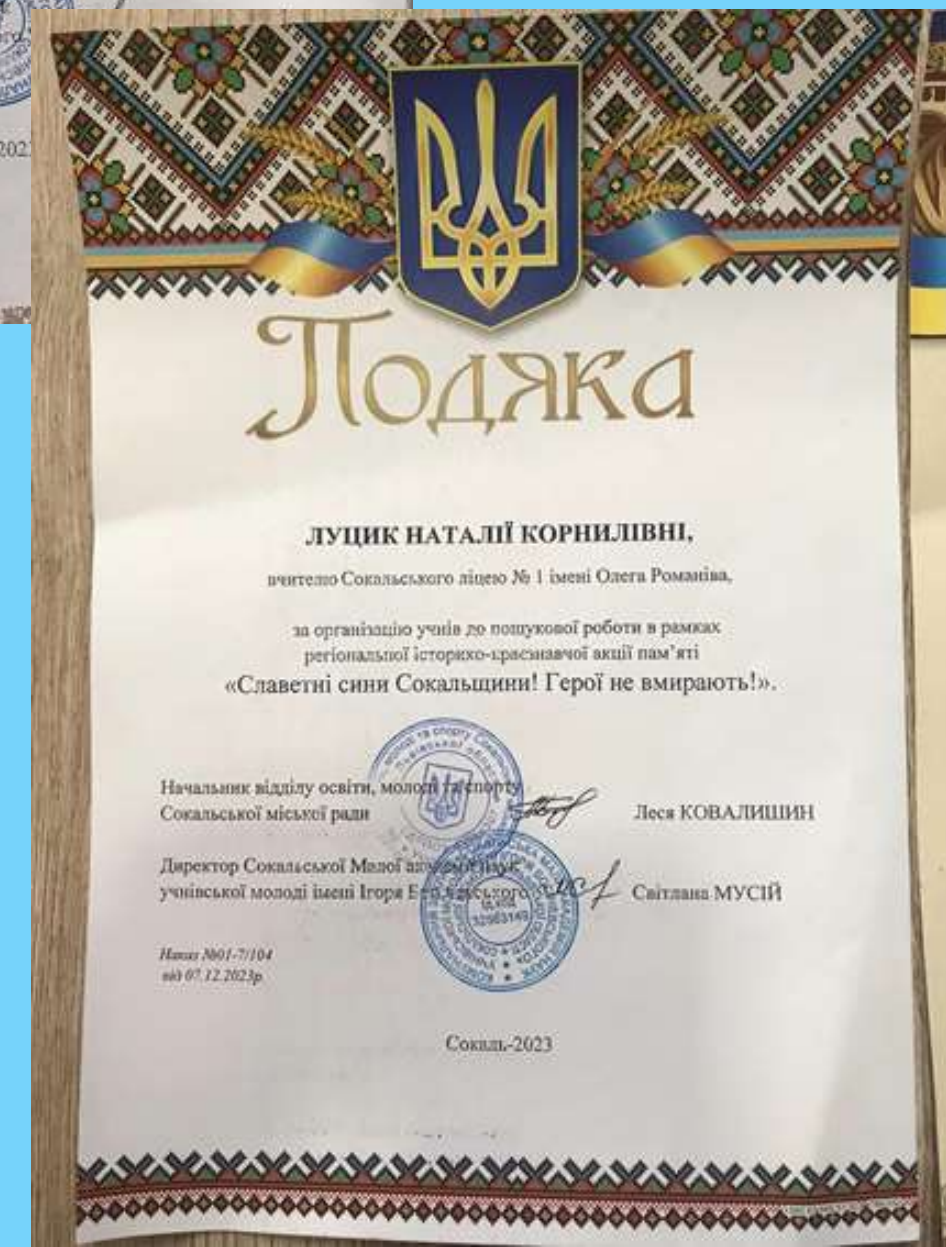 202
Подяка
ЛУЦИК НАТАЛІЇ КОРНИЛІВНІ,
вчителю Сокальського ліцею № 1 імені Олега Романіва,
за організацію учнів до пошукової роботи в рамках
регіональної історико-краєзнавчої акції пам’яті
«Славетні сини Сокальщини! Герої не вмирають!».
Начальник відділу освіти, молоді та спорту
Сокальської міської ради Леся КОВАЛИШИН
Директор Сокальської Малої академії наук
учнівської молоді імені Ігоря Світлана МУСІЙ
Наказ №01-7/104
від 07.12.2023р.
Сокаль-2023